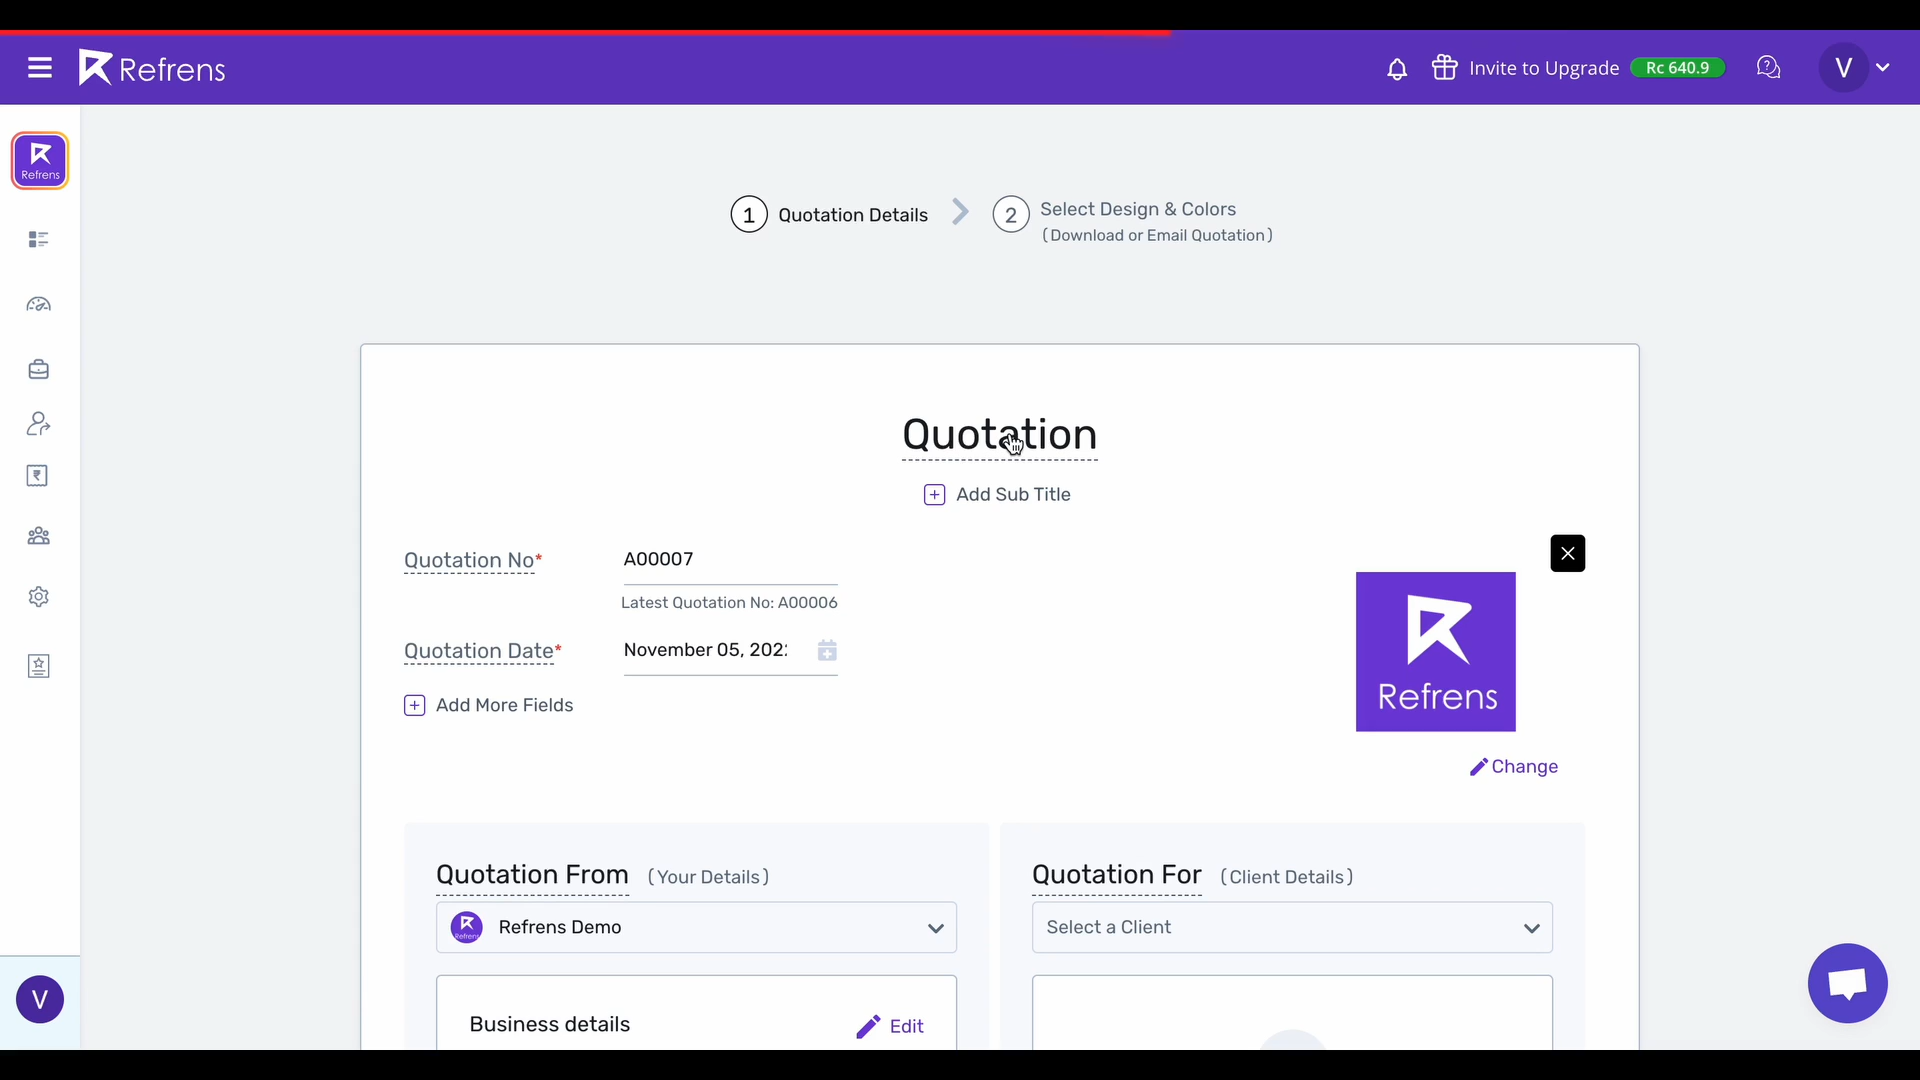 Refrens
Invite to Upgrade Rc 640.9
V
Refrens
1 Quotation Details 2 Select Design & Colors
(Download or Email Quotation)
Quotation
+ Add Sub Title
Quotation No* A00007
Latest Quotation No: A00006
Quotation Date* November 05, 202
+ Add More Fields
Refrens
Change
Quotation From (Your Details)
Refrens Demo
Business details Edit
Quotation For (Client Details)
Select a Client
V